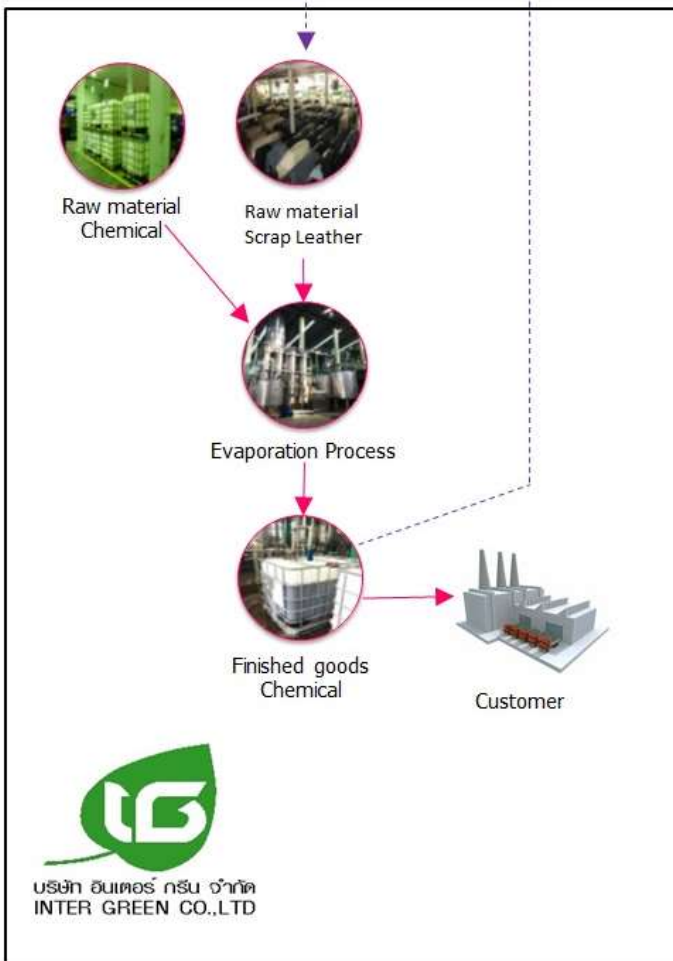 Raw material
Chemical
Raw material
Scrap Leather
Evaporation Process
Finished goods
Chemical
Customer
IG
บริษัท อินเตอร์ กรีน จำกัด
INTER GREEN CO.,LTD